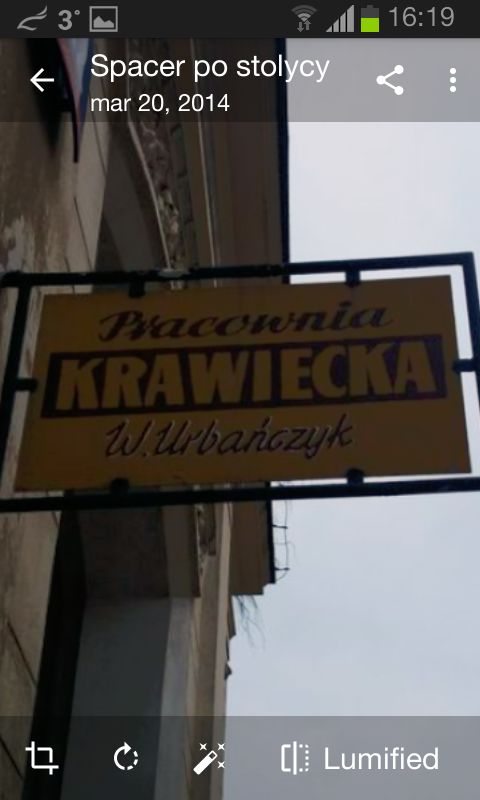 3°
16:19
Spacer po stolycy
mar 20, 2014
Pracownia
KRAWIECKA
W. Urbańczyk
Lumified